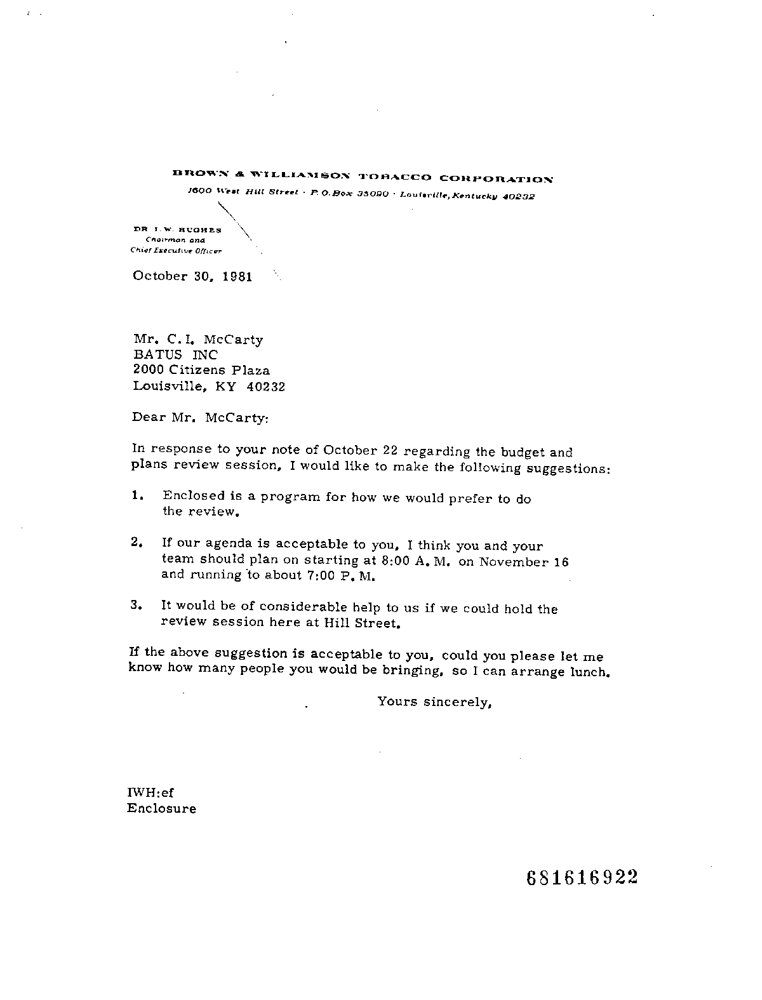 BROWN & WILLIAMSON TOBACCO CORPORATION
1600 West Hill Street · P.O. Box 35090 · Louisville, Kentucky 40232
DR I. W. HUGHES
Chairman and
Chief Executive Officer
October 30, 1981
Mr. C. I. McCarty
BATUS INC
2000 Citizens Plaza
Louisville, KY 40232
Dear Mr. McCarty:
In response to your note of October 22 regarding the budget and
plans review session, I would like to make the following suggestions:
1. Enclosed is a program for how we would prefer to do
the review.
2. If our agenda is acceptable to you, I think you and your
team should plan on starting at 8:00 A. M. on November 16
and running to about 7:00 P. M.
3. It would be of considerable help to us if we could hold the
review session here at Hill Street.
If the above suggestion is acceptable to you, could you please let me
know how many people you would be bringing, so I can arrange lunch.
Yours sincerely,
IWH:ef
Enclosure
681616922